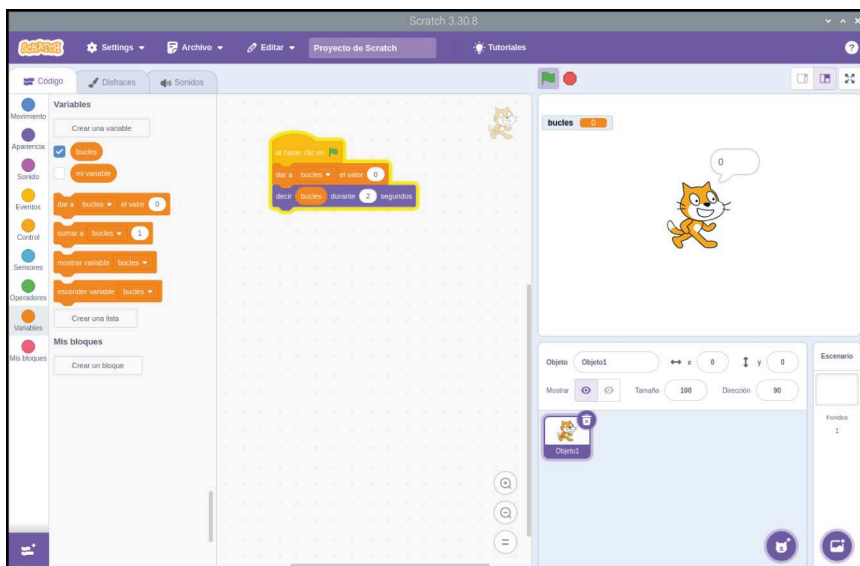 Scratch 3.30.8
SCRATCH Settings Archivo Editar Proyecto de Scratch Tutoriales ?
Código Disfraces Sonidos
Movimiento
Apariencia
Sonido
Eventos
Control
Sensores
Operadores
Variables
Mis bloques
Variables
Crear una variable
bucles
mi variable
dar a bucles el valor 0
sumar a bucles 1
mostrar variable bucles
esconder variable bucles
Crear una lista
Mis bloques
Crear un bloque
al hacer clic en
dar a bucles el valor 0
decir bucles durante 2 segundos
bucles 0
0
Objeto Objeto1 x 0 y 0
Mostrar Tamaño 100 Dirección 90
Objeto1
Escenario
Fondos
1